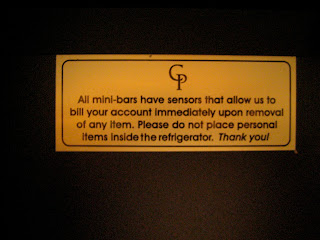 CP
All mini-bars have sensors that allow us to
bill your account immediately upon removal
of any item. Please do not place personal
items inside the refrigerator. Thank you!